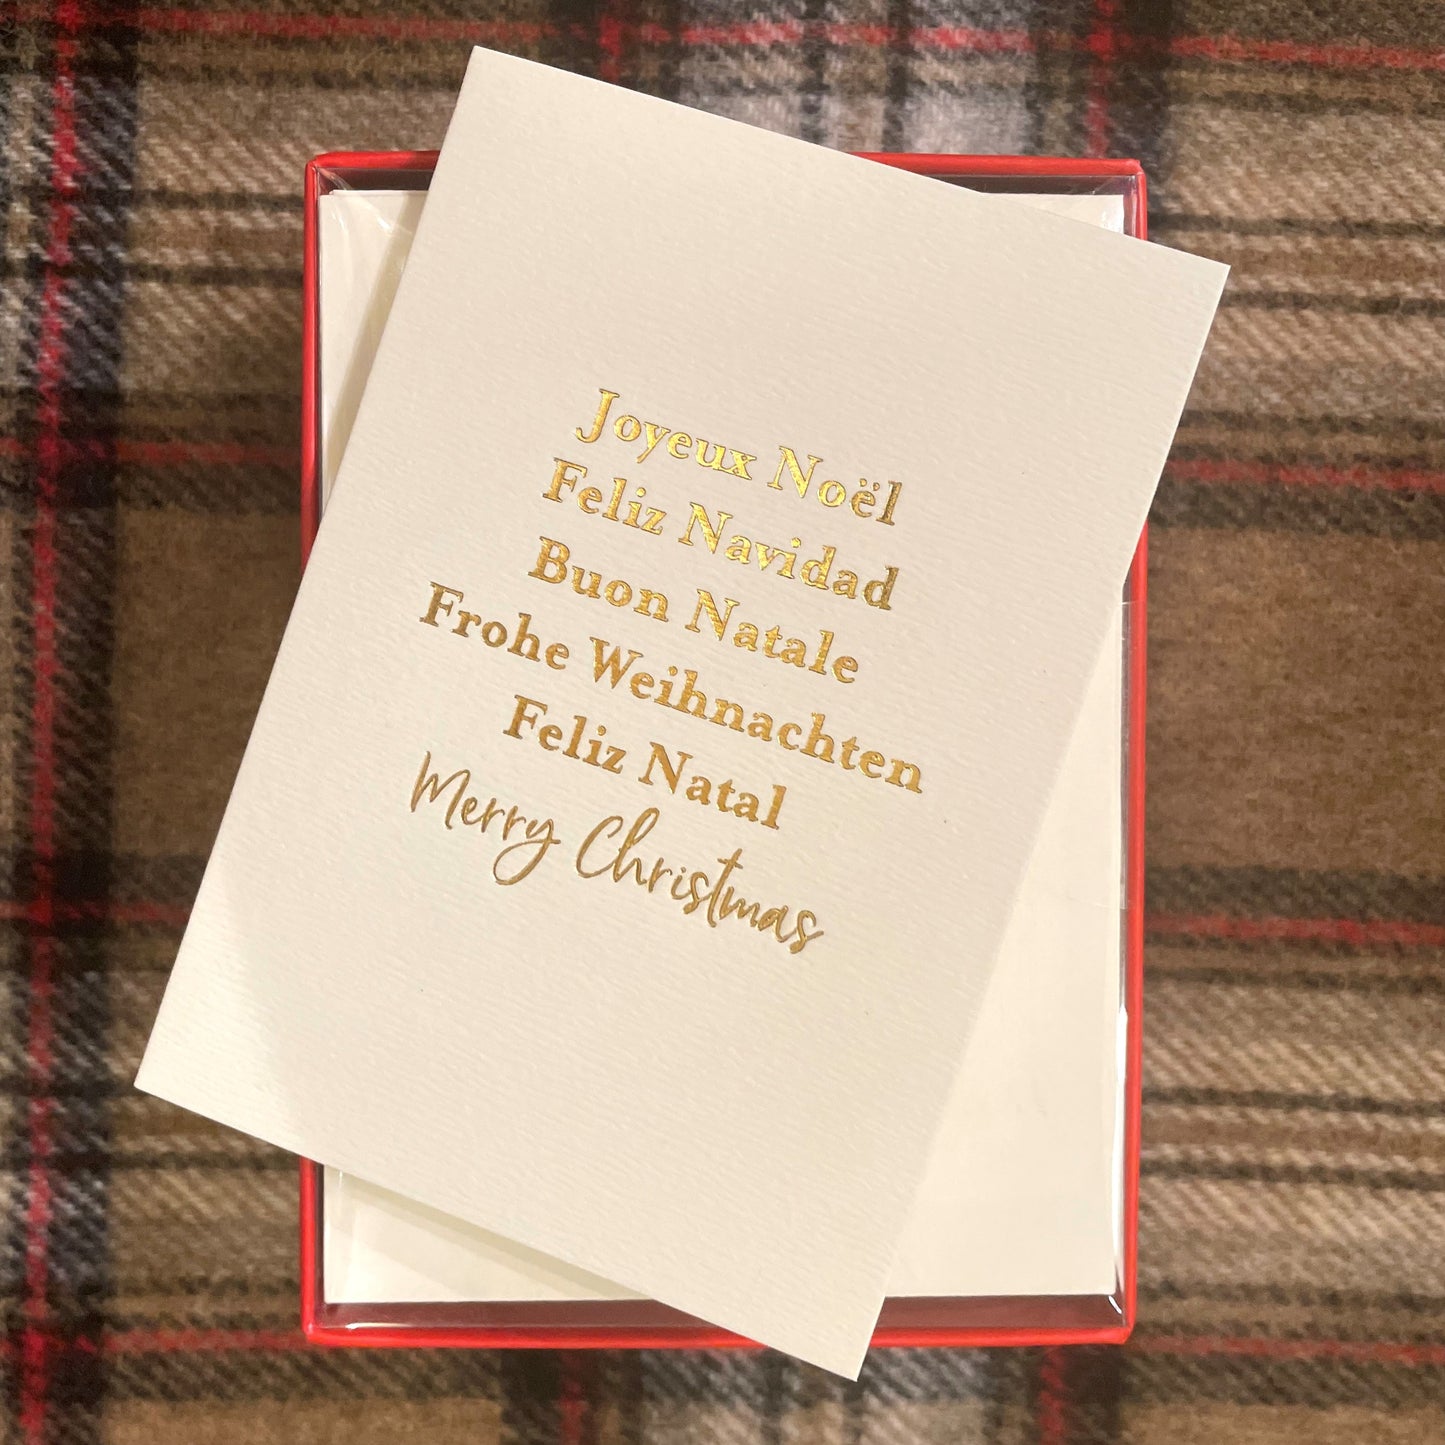 Joyeux Noël
Feliz Navidad
Buon Natale
Frohe Weihnachten
Feliz Natal
Merry Christmas